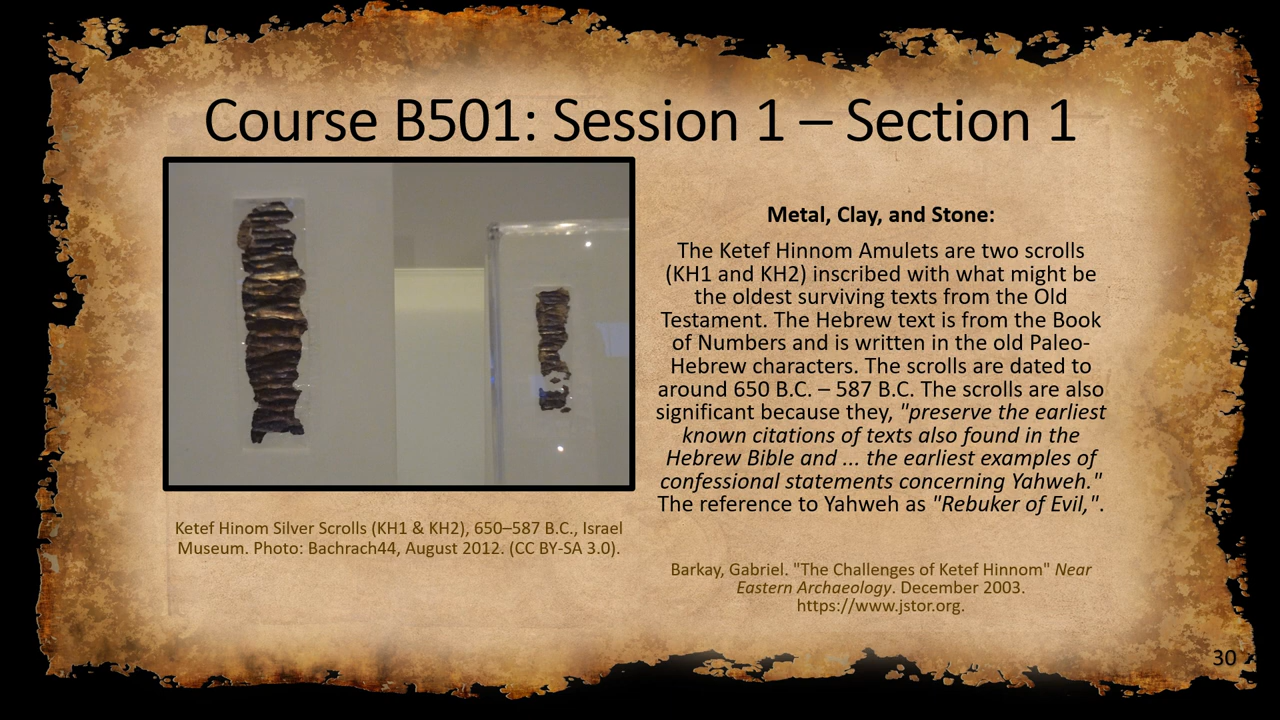 Course B501: Session 1 – Section 1
Metal, Clay, and Stone:
The Ketef Hinnom Amulets are two scrolls
(KH1 and KH2) inscribed with what might be
the oldest surviving texts from the Old
Testament. The Hebrew text is from the Book
of Numbers and is written in the old Paleo-
Hebrew characters. The scrolls are dated to
around 650 B.C. – 587 B.C. The scrolls are also
significant because they, "preserve the earliest
known citations of texts also found in the
Hebrew Bible and ... the earliest examples of
confessional statements concerning Yahweh."
The reference to Yahweh as "Rebuker of Evil,".
Ketef Hinom Silver Scrolls (KH1 & KH2), 650–587 B.C., Israel
Museum. Photo: Bachrach44, August 2012. (CC BY-SA 3.0).
Barkay, Gabriel. "The Challenges of Ketef Hinnom" Near
Eastern Archaeology. December 2003.
https://www.jstor.org.
30